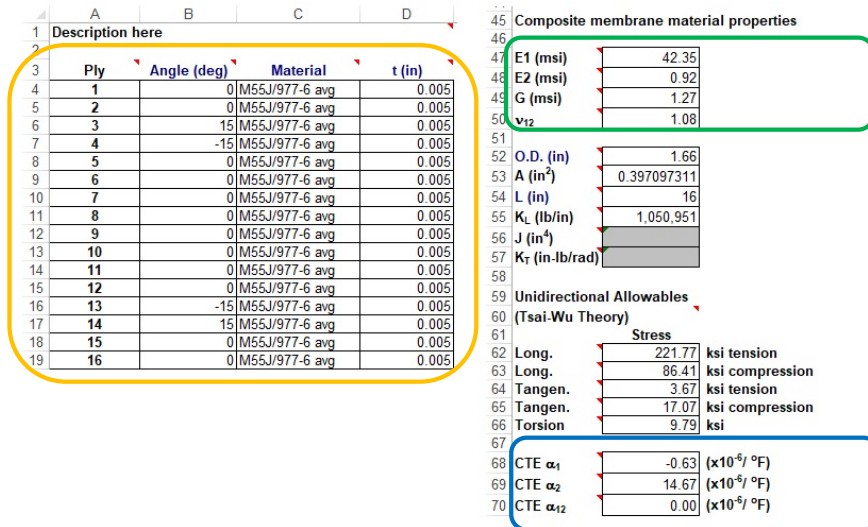 A B C D
1 Description here
2
3 Ply Angle (deg) Material t (in)
4 1 0 M55J/977-6 avg 0.005
5 2 0 M55J/977-6 avg 0.005
6 3 15 M55J/977-6 avg 0.005
7 4 -15 M55J/977-6 avg 0.005
8 5 0 M55J/977-6 avg 0.005
9 6 0 M55J/977-6 avg 0.005
10 7 0 M55J/977-6 avg 0.005
11 8 0 M55J/977-6 avg 0.005
12 9 0 M55J/977-6 avg 0.005
13 10 0 M55J/977-6 avg 0.005
14 11 0 M55J/977-6 avg 0.005
15 12 0 M55J/977-6 avg 0.005
16 13 -15 M55J/977-6 avg 0.005
17 14 15 M55J/977-6 avg 0.005
18 15 0 M55J/977-6 avg 0.005
19 16 0 M55J/977-6 avg 0.005
45 Composite membrane material properties
46
47 E1 (msi) 42.35
48 E2 (msi) 0.92
49 G (msi) 1.27
50 ν12 1.08
51
52 O.D. (in) 1.66
53 A (in²) 0.397097311
54 L (in) 16
55 KL (lb/in) 1,050,951
56 J (in⁴)
57 KT (in-lb/rad)
58
59 Unidirectional Allowables
60 (Tsai-Wu Theory)
61 Stress
62 Long. 221.77 ksi tension
63 Long. 86.41 ksi compression
64 Tangen. 3.67 ksi tension
65 Tangen. 17.07 ksi compression
66 Torsion 9.79 ksi
67
68 CTE α1 -0.63 (x10⁻⁶/ °F)
69 CTE α2 14.67 (x10⁻⁶/ °F)
70 CTE α12 0.00 (x10⁻⁶/ °F)